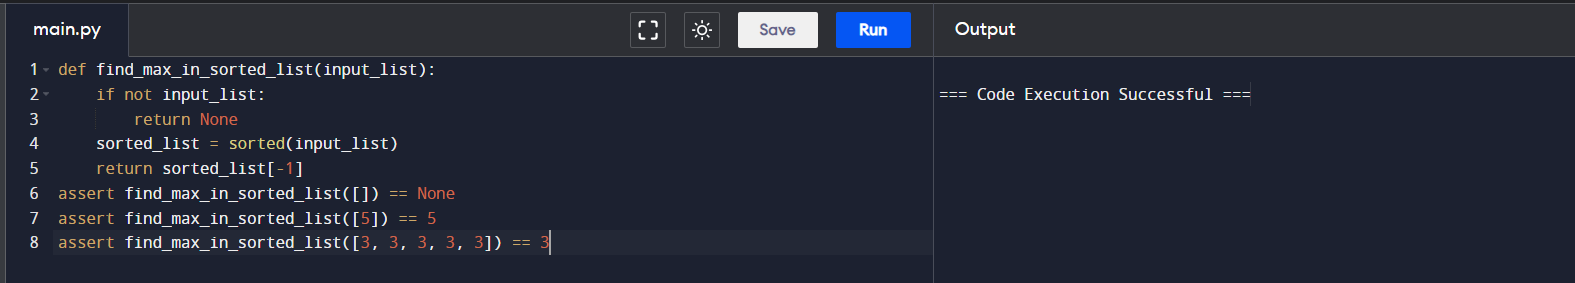 main.py
Save
Run
Output
1 def find_max_in_sorted_list(input_list):
2     if not input_list:
3         return None
4     sorted_list = sorted(input_list)
5     return sorted_list[-1]
6 assert find_max_in_sorted_list([]) == None
7 assert find_max_in_sorted_list([5]) == 5
8 assert find_max_in_sorted_list([3, 3, 3, 3, 3]) == 3
=== Code Execution Successful ===